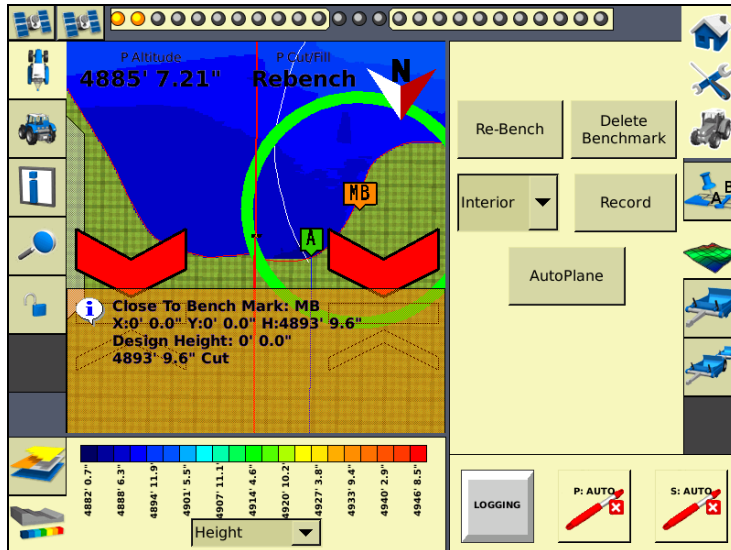 P Altitude
P Cut/Fill
4885' 7.21"
Rebench
N
MB
A
Close To Bench Mark: MB
X:0' 0.0" Y:0' 0.0" H:4893' 9.6"
Design Height: 0' 0.0"
4893' 9.6" Cut
4882' 0.7"
4888' 6.3"
4894' 11.9"
4901' 5.5"
4907' 11.1"
4914' 4.6"
4920' 10.2"
4927' 3.8"
4933' 9.4"
4940' 2.9"
4946' 8.5"
Height
Re-Bench
Delete
Benchmark
Interior
Record
AutoPlane
A
B
LOGGING
P: AUTO
S: AUTO